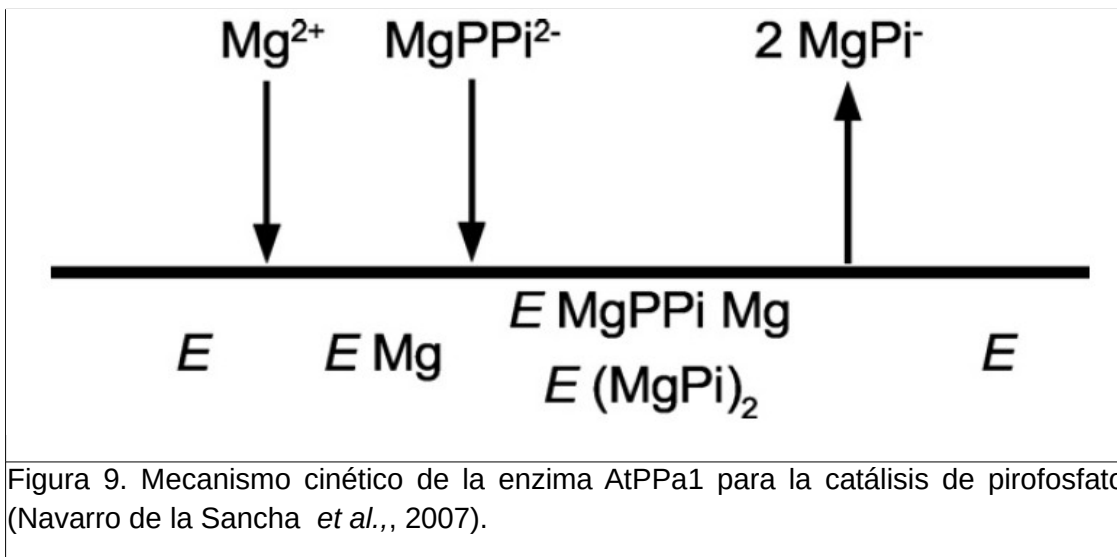 Mg²⁺ MgPPi²⁻ 2 MgPi⁻
E MgPPi Mg
E E Mg E
E (MgPi)₂
Figura 9. Mecanismo cinético de la enzima AtPPa1 para la catálisis de pirofosfato
(Navarro de la Sancha et al.,, 2007).